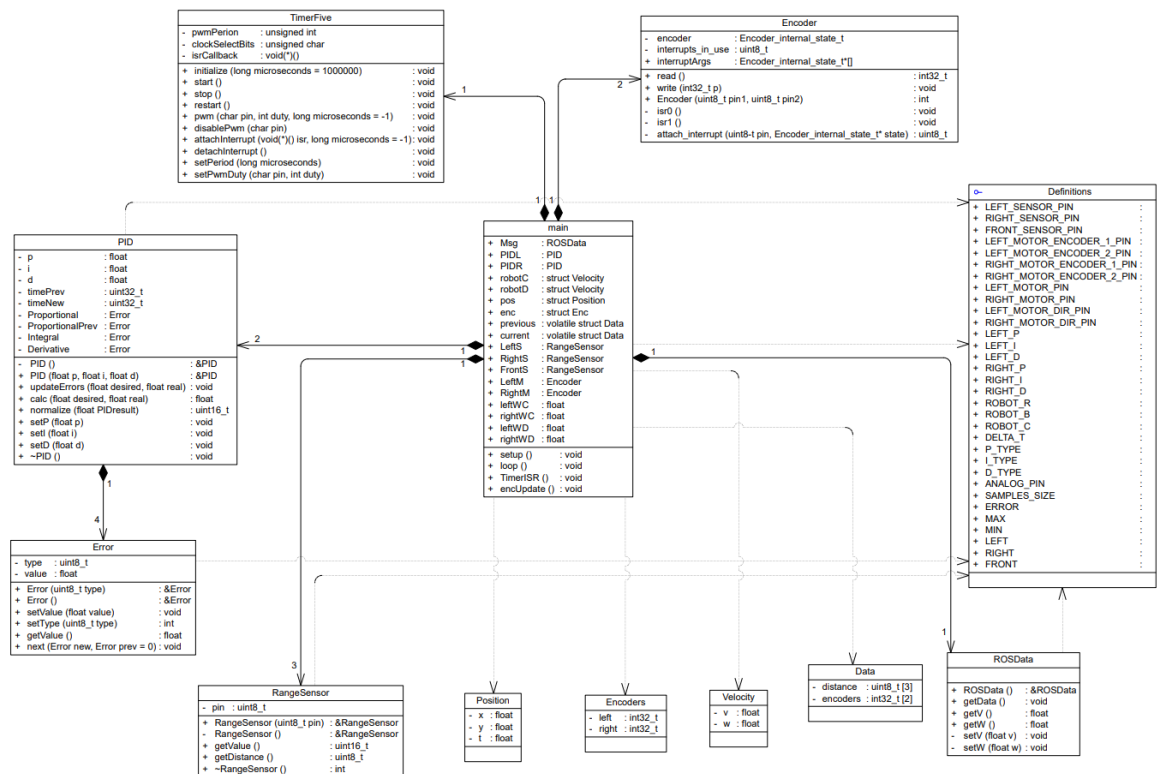 TimerFive
- pwmPerion : unsigned int
- clockSelectBits : unsigned char
- isrCallback : void(*)()
+ initialize (long microseconds = 1000000) : void
+ start () : void
+ stop () : void
+ restart () : void
+ pwm (char pin, int duty, long microseconds = -1) : void
+ disablePwm (char pin) : void
+ attachInterrupt (void(*)() isr, long microseconds = -1) : void
+ detachInterrupt () : void
+ setPeriod (long microseconds) : void
+ setPwmDuty (char pin, int duty) : void
Encoder
- encoder : Encoder_internal_state_t
- interrupts_in_use : uint8_t
+ interruptArgs : Encoder_internal_state_t*[]
+ read () : int32_t
+ write (int32_t p) : void
+ Encoder (uint8_t pin1, uint8_t pin2) : int
- isr0 () : void
- isr1 () : void
- attach_interrupt (uint8-t pin, Encoder_internal_state_t* state) : uint8_t
1
2
1
1
PID
- p : float
- i : float
- d : float
- timePrev : uint32_t
- timeNew : uint32_t
- Proportional : Error
- ProportionalPrev : Error
- Integral : Error
- Derivative : Error
- PID () : &PID
+ PID (float p, float i, float d) : &PID
+ updateErrors (float desired, float real) : void
+ calc (float desired, float real) : float
+ normalize (float PIDresult) : uint16_t
+ setP (float p) : void
+ setI (float i) : void
+ setD (float d) : void
+ ~PID () : void
main
+ Msg : ROSData
+ PIDL : PID
+ PIDR : PID
+ robotC : struct Velocity
+ robotD : struct Velocity
+ pos : struct Position
+ enc : struct Enc
+ previous : volatile struct Data
+ current : volatile struct Data
+ LeftS : RangeSensor
+ RightS : RangeSensor
+ FrontS : RangeSensor
+ LeftM : Encoder
+ RightM : Encoder
+ leftWC : float
+ rightWC : float
+ leftWD : float
+ rightWD : float
+ setup () : void
+ loop () : void
+ TimerISR () : void
+ encUpdate () : void
Definitions
+ LEFT_SENSOR_PIN :
+ RIGHT_SENSOR_PIN :
+ FRONT_SENSOR_PIN :
+ LEFT_MOTOR_ENCODER_1_PIN :
+ LEFT_MOTOR_ENCODER_2_PIN :
+ RIGHT_MOTOR_ENCODER_1_PIN :
+ RIGHT_MOTOR_ENCODER_2_PIN :
+ LEFT_MOTOR_PIN :
+ RIGHT_MOTOR_PIN :
+ LEFT_MOTOR_DIR_PIN :
+ RIGHT_MOTOR_DIR_PIN :
+ LEFT_P :
+ LEFT_I :
+ LEFT_D :
+ RIGHT_P :
+ RIGHT_I :
+ RIGHT_D :
+ ROBOT_R :
+ ROBOT_B :
+ ROBOT_C :
+ DELTA_T :
+ P_TYPE :
+ I_TYPE :
+ D_TYPE :
+ ANALOG_PIN :
+ SAMPLES_SIZE :
+ ERROR :
+ MAX :
+ MIN :
+ LEFT :
+ RIGHT :
+ FRONT :
2
1
1
1
1
4
3
1
Error
- type : uint8_t
- value : float
+ Error (uint8_t type) : &Error
+ Error () : &Error
+ setValue (float value) : void
+ setType (uint8_t type) : int
+ getValue () : float
+ next (Error new, Error prev = 0) : void
RangeSensor
- pin : uint8_t
+ RangeSensor (uint8_t pin) : &RangeSensor
- RangeSensor () : &RangeSensor
+ getValue () : uint16_t
+ getDistance () : uint8_t
+ ~RangeSensor () : int
Position
- x : float
- y : float
- t : float
Encoders
- left : int32_t
- right : int32_t
Velocity
- v : float
- w : float
Data
- distance : uint8_t [3]
- encoders : int32_t [2]
ROSData
+ ROSData () : &ROSData
+ getData () : void
+ getV () : float
+ getW () : float
- setV (float v) : void
- setW (float w) : void